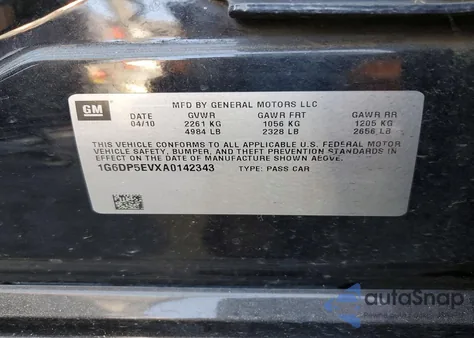 GM
MFD BY GENERAL MOTORS LLC
DATE GVWR GAWR FRT GAWR RR
04/10 2261 KG 1056 KG 1205 KG
4984 LB 2328 LB 2656 LB
THIS VEHICLE CONFORMS TO ALL APPLICABLE U.S. FEDERAL MOTOR
VEHICLE SAFETY, BUMPER, AND THEFT PREVENTION STANDARDS IN
EFFECT ON THE DATE OF MANUFACTURE SHOWN ABOVE.
1G6DP5EVXA0142343 TYPE: PASS CAR
autoSnap